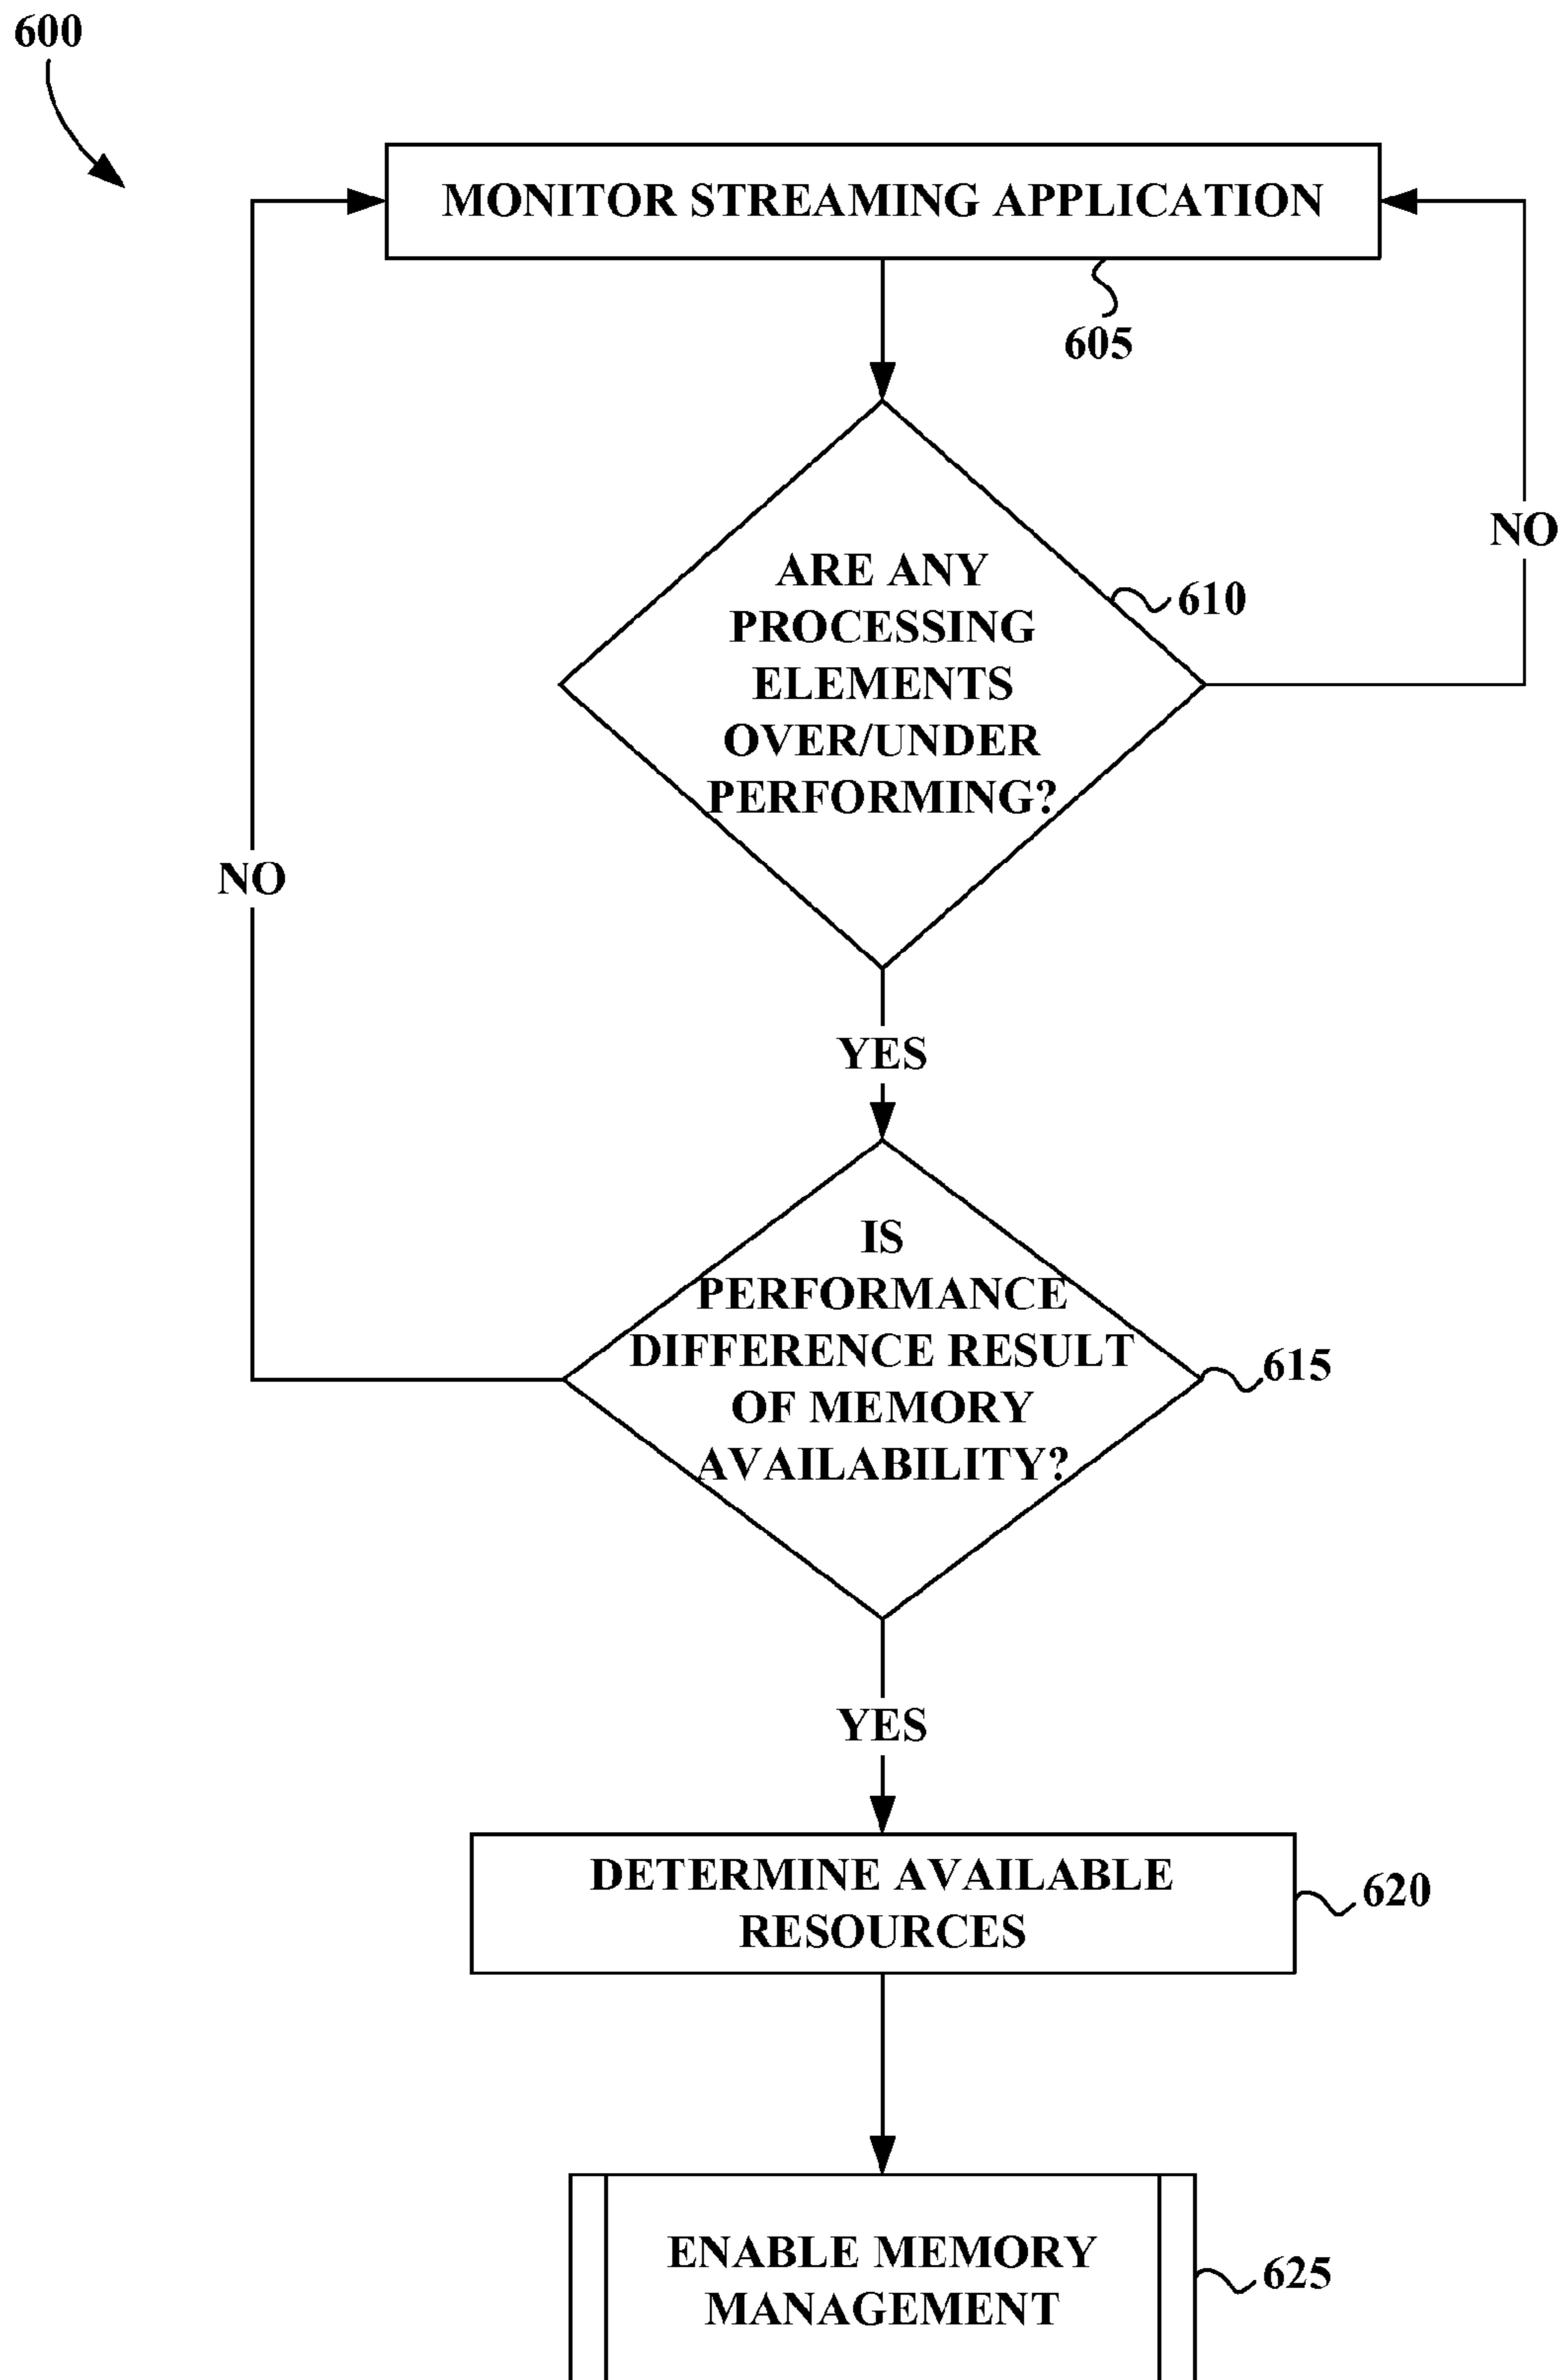 600
MONITOR STREAMING APPLICATION
605
ARE ANY
PROCESSING
ELEMENTS
OVER/UNDER
PERFORMING?
610
NO
NO
YES
IS
PERFORMANCE
DIFFERENCE RESULT
OF MEMORY
AVAILABILITY?
615
YES
DETERMINE AVAILABLE
RESOURCES
620
ENABLE MEMORY
MANAGEMENT
625